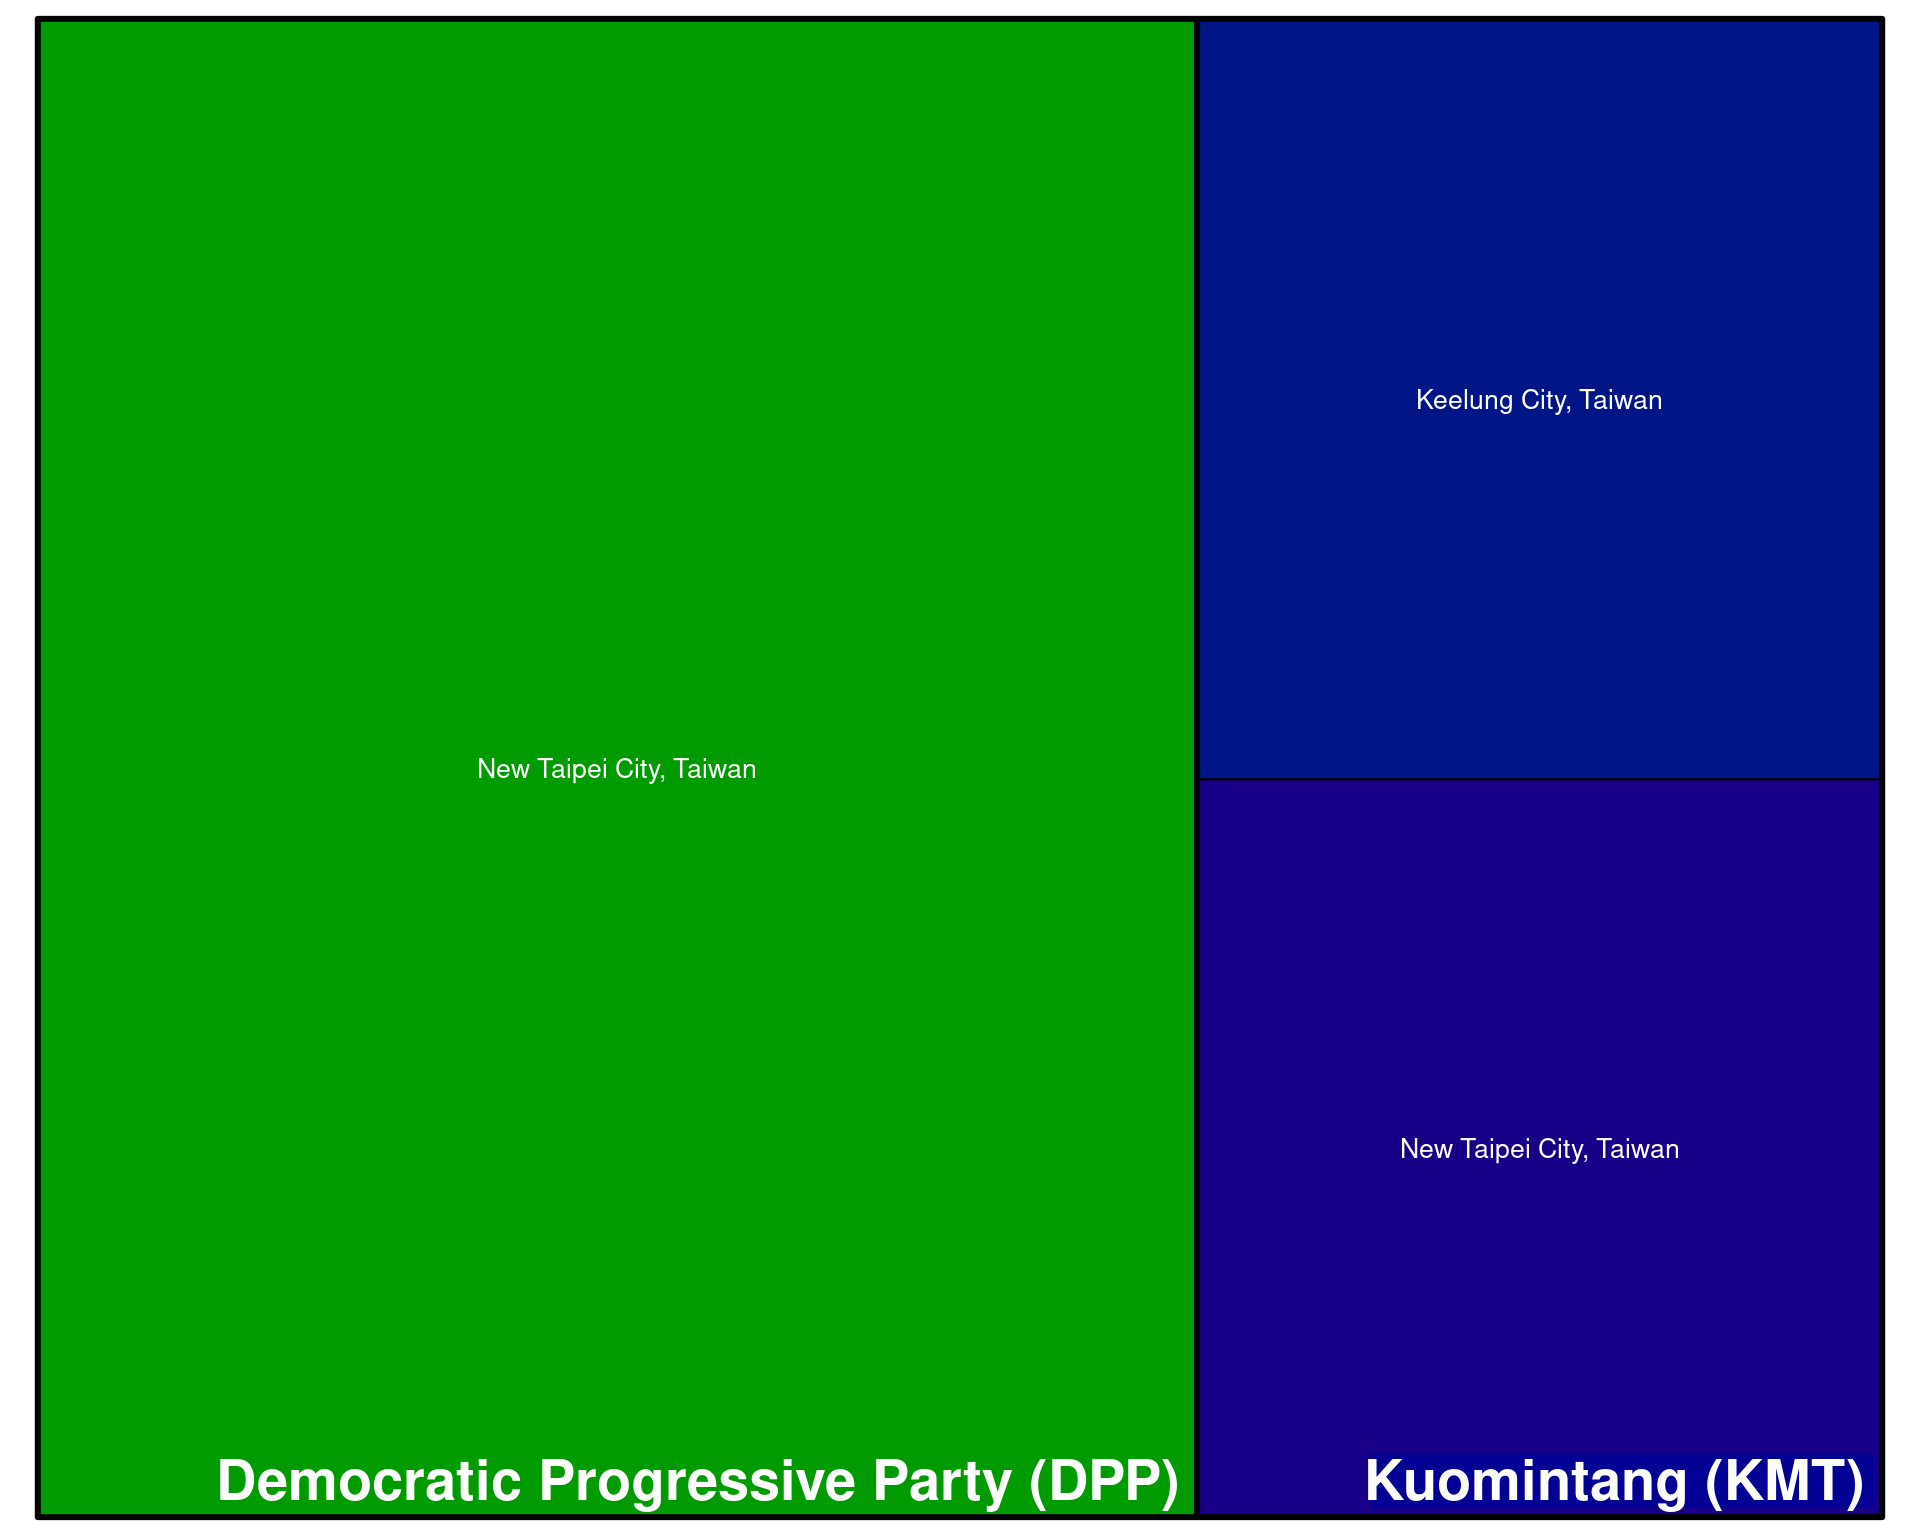 New Taipei City, Taiwan
Democratic Progressive Party (DPP)
Keelung City, Taiwan
New Taipei City, Taiwan
Kuomintang (KMT)